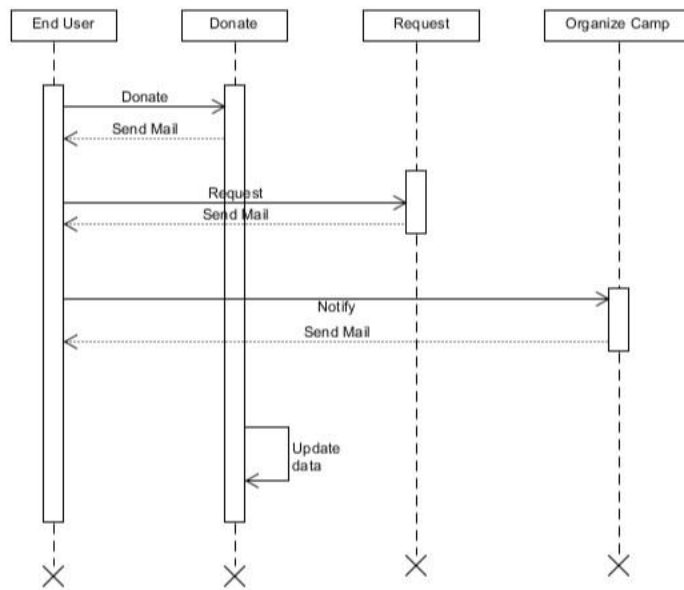 End User
Donate
Request
Organize Camp
Donate
Send Mail
Request
Send Mail
Notify
Send Mail
Update
data